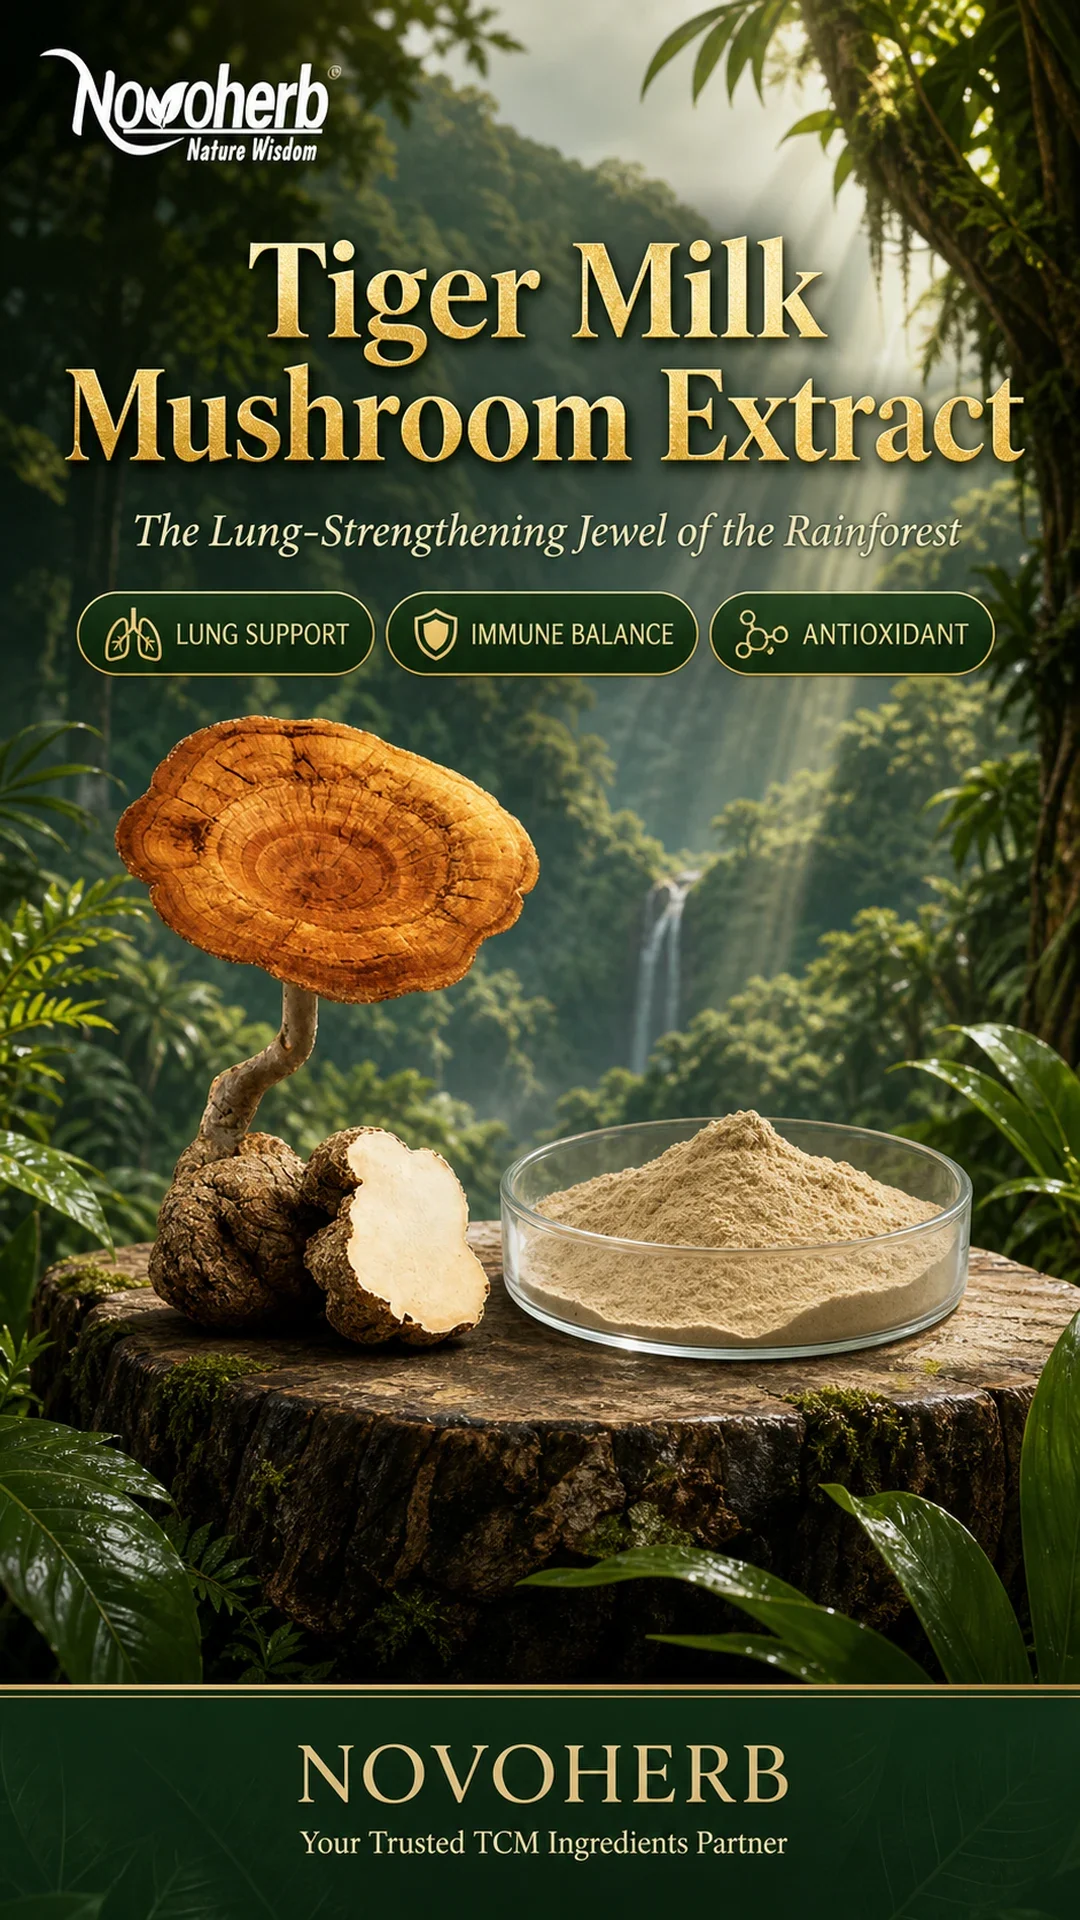 Novoherb®
Nature Wisdom
Tiger Milk
Mushroom Extract
The Lung-Strengthening Jewel of the Rainforest
LUNG SUPPORT
IMMUNE BALANCE
ANTIOXIDANT
NOVOHERB
Your Trusted TCM Ingredients Partner